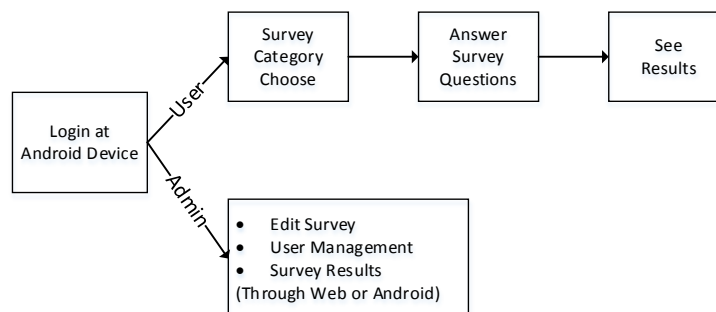 Survey
Category
Choose
Answer
Survey
Questions
See
Results
User
Login at
Android Device
Admin
• Edit Survey
• User Management
• Survey Results
(Through Web or Android)